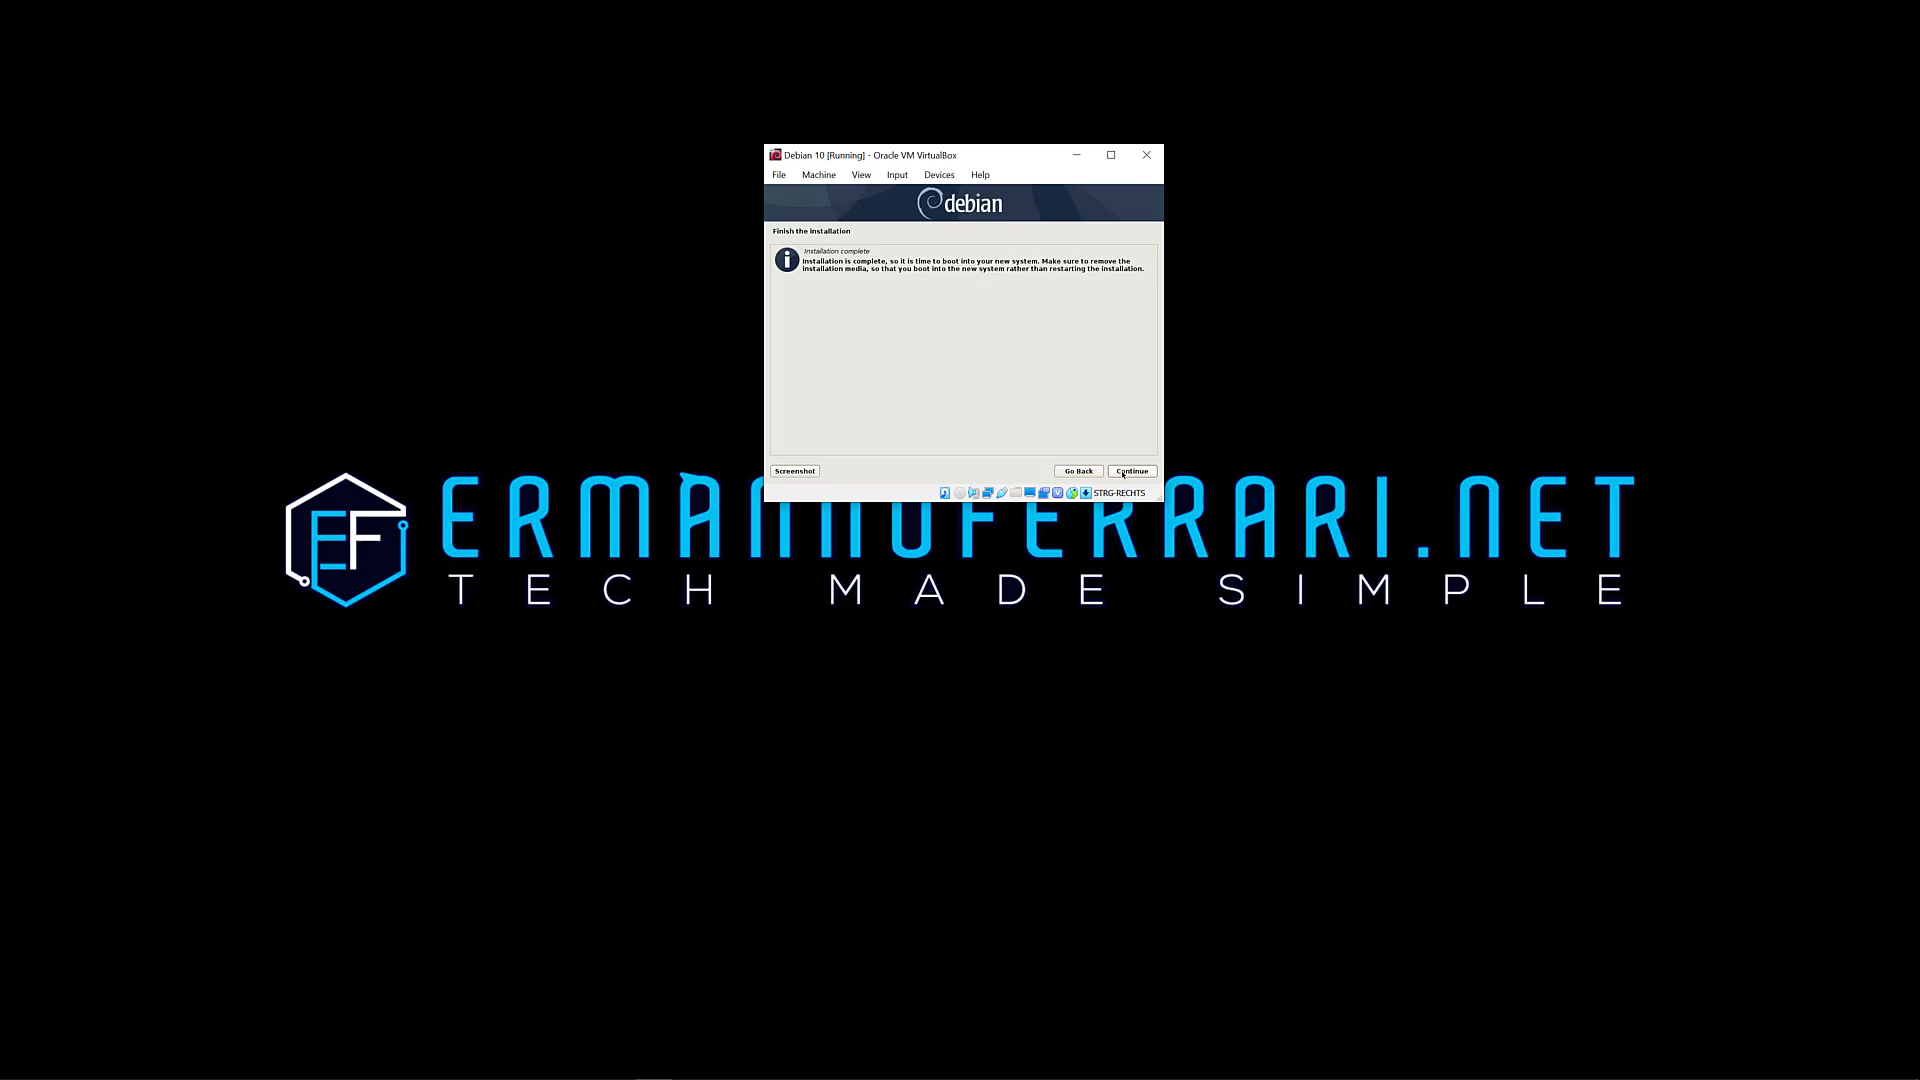 Debian 10 [Running] - Oracle VM VirtualBox
File Machine View Input Devices Help
debian
Finish the installation
Installation complete
Installation is complete, so it is time to boot into your new system. Make sure to remove the
installation media, so that you boot into the new system rather than restarting the installation.
Screenshot Go Back Continue
STRG-RECHTS
EF ERMANNOFERRARI.NET
TECH MADE SIMPLE